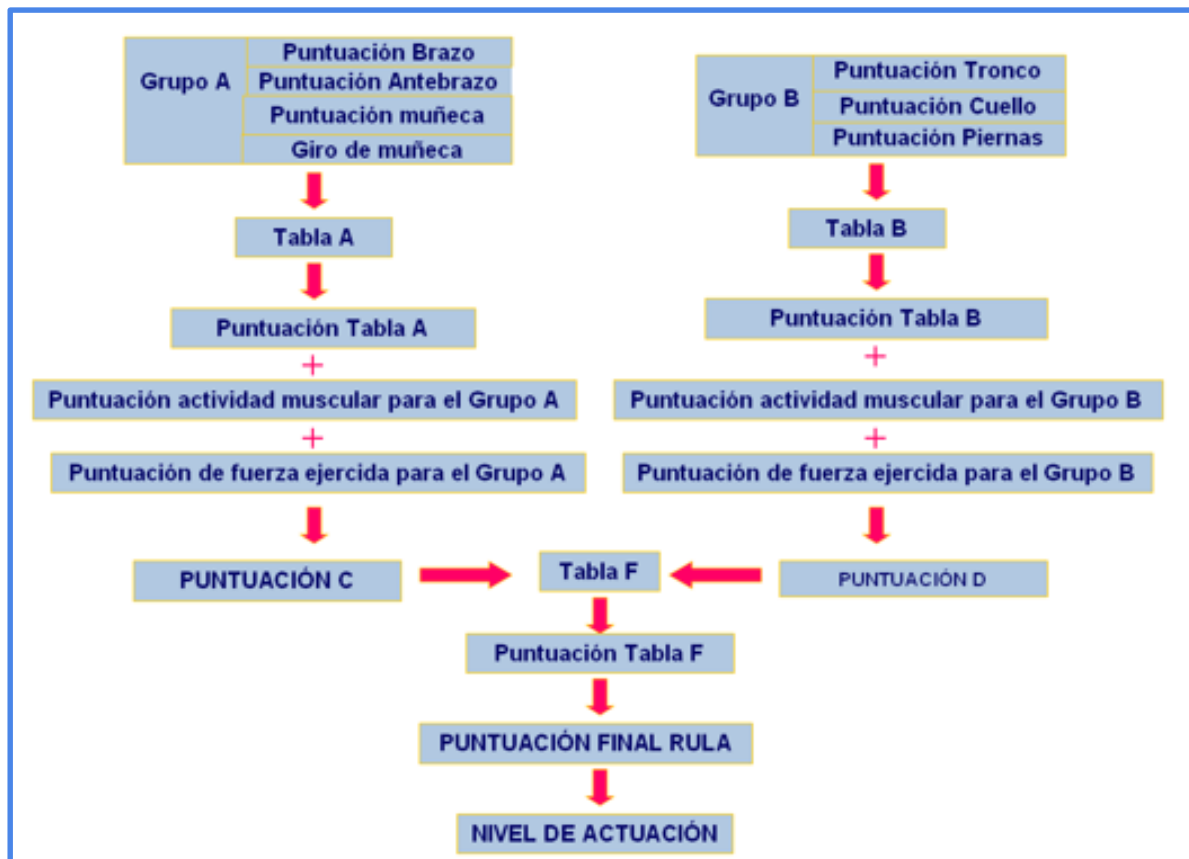 Grupo A
Puntuación Brazo
Puntuación Antebrazo
Puntuación muñeca
Giro de muñeca
Tabla A
Puntuación Tabla A
+
Puntuación actividad muscular para el Grupo A
+
Puntuación de fuerza ejercida para el Grupo A
PUNTUACIÓN C
Grupo B
Puntuación Tronco
Puntuación Cuello
Puntuación Piernas
Tabla B
Puntuación Tabla B
+
Puntuación actividad muscular para el Grupo B
+
Puntuación de fuerza ejercida para el Grupo B
PUNTUACIÓN D
Tabla F
Puntuación Tabla F
PUNTUACIÓN FINAL RULA
NIVEL DE ACTUACIÓN